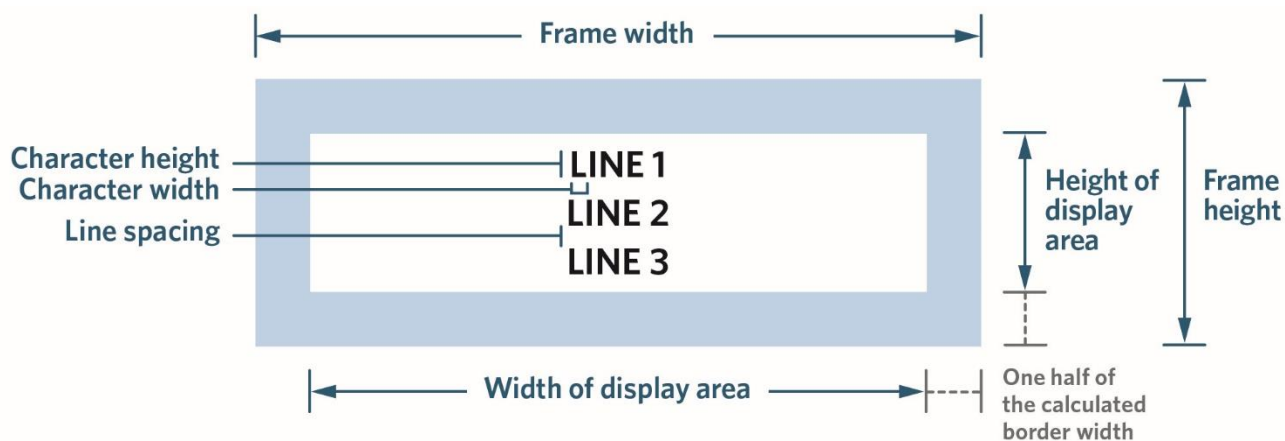 Frame width
Character height
Character width
Line spacing
LINE 1
LINE 2
LINE 3
Height of
display
area
Frame
height
Width of display area
One half of
the calculated
border width